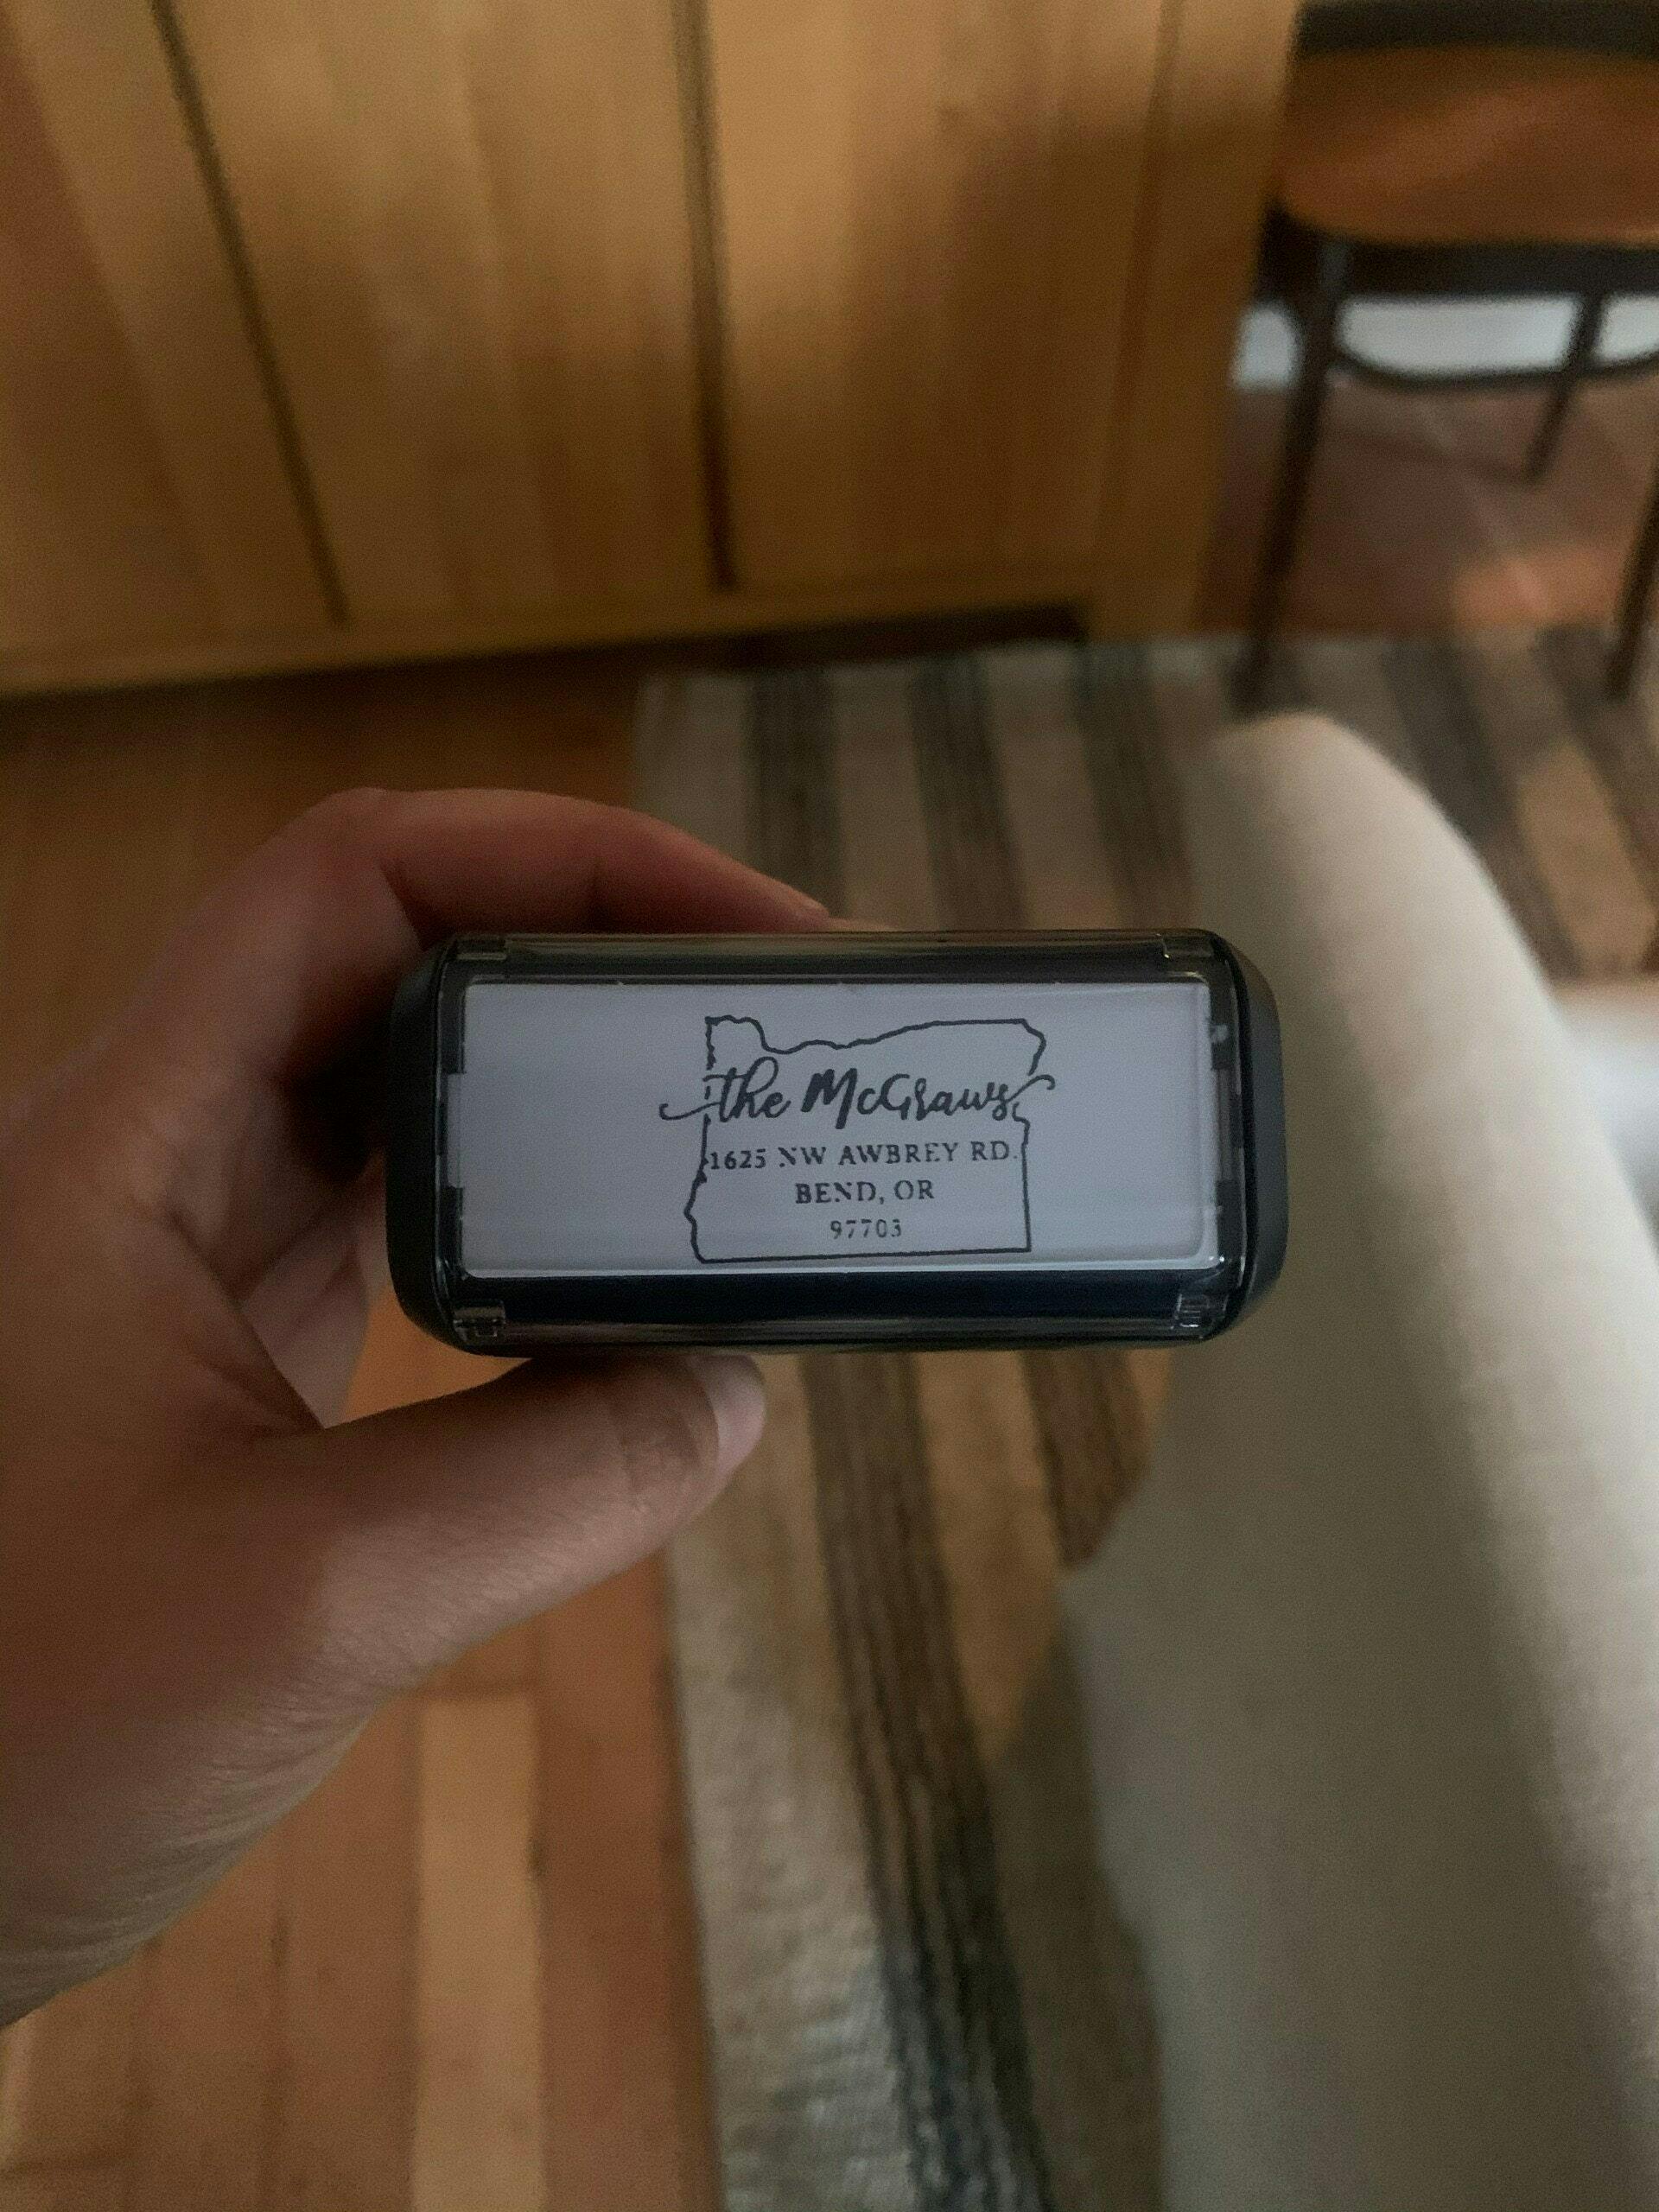 the McGraws
1625 NW AWBREY RD.
BEND, OR
97703